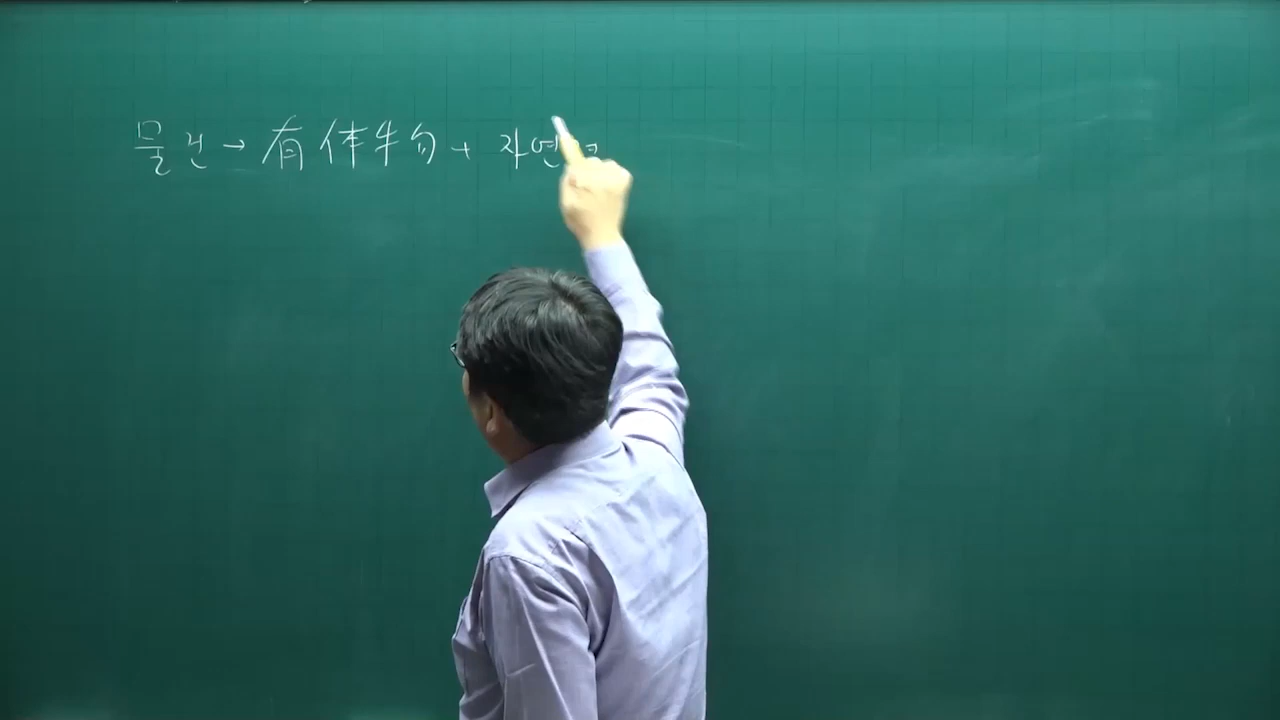 물건 → 有体物 + 자연